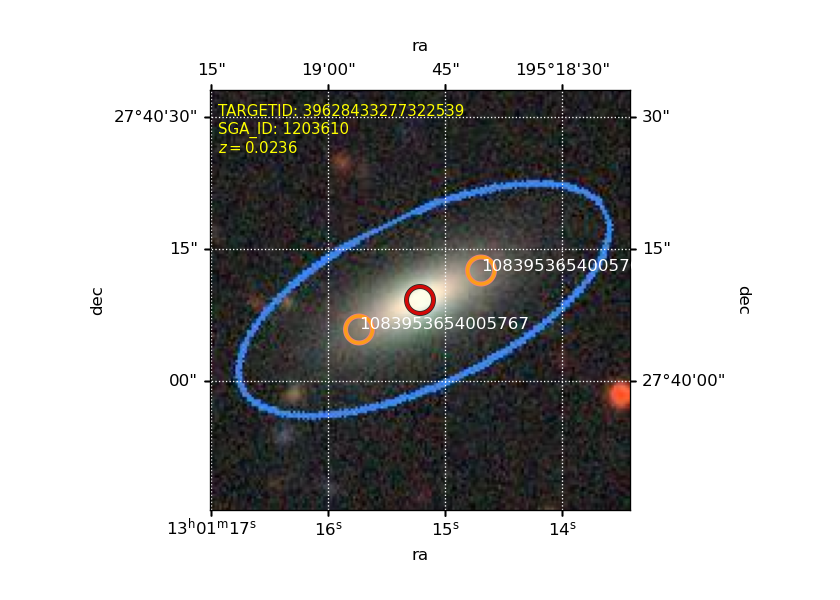 ra
15" 19'00" 45" 195°18'30"
27°40'30" 30"
TARGETID: 39628433277322539
SGA_ID: 1203610
z = 0.0236
15" 15"
108395365400576
1083953654005767
dec dec
00" 27°40'00"
13h01m17s 16s 15s 14s
ra